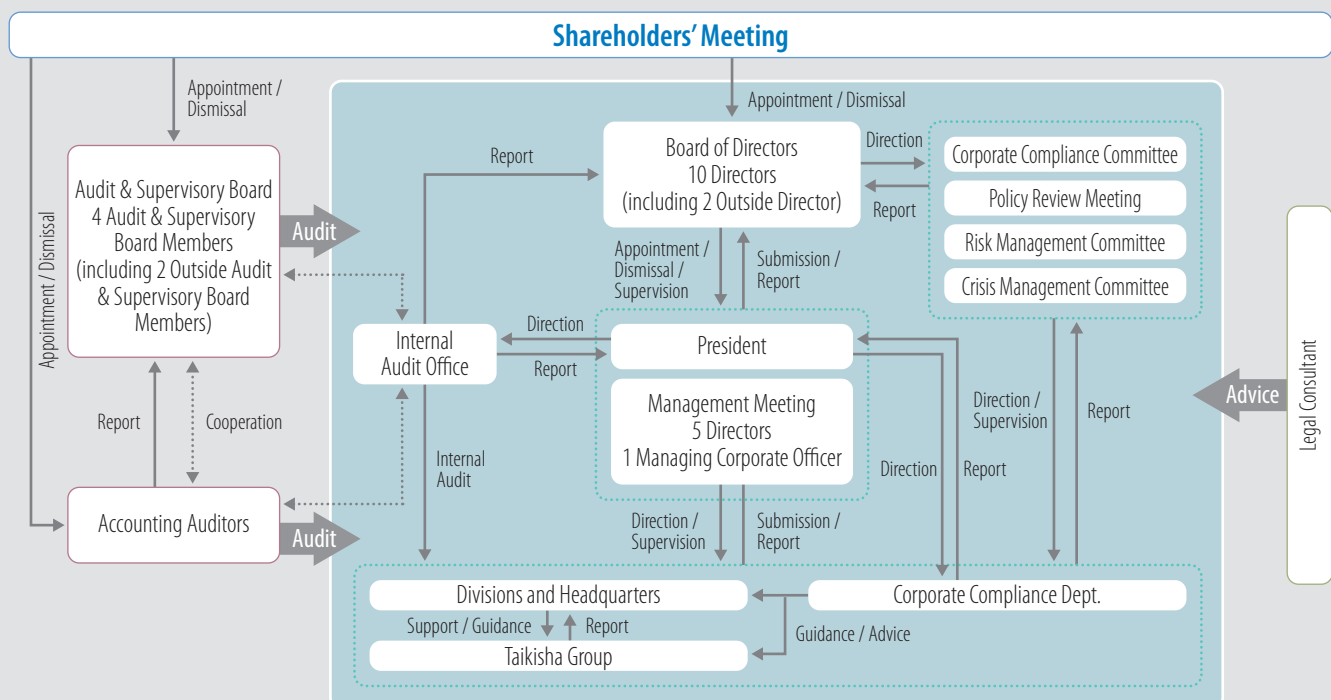 Shareholders' Meeting
Appointment /
Dismissal
Appointment / Dismissal
Appointment / Dismissal
Audit & Supervisory Board
4 Audit & Supervisory
Board Members
(including 2 Outside Audit
& Supervisory Board
Members)
Audit
Report
Board of Directors
10 Directors
(including 2 Outside Director)
Direction
Report
Corporate Compliance Committee
Policy Review Meeting
Risk Management Committee
Crisis Management Committee
Appointment /
Dismissal /
Supervision
Submission /
Report
Internal
Audit Office
Direction
Report
President
Management Meeting
5 Directors
1 Managing Corporate Officer
Direction /
Supervision
Report
Advice
Legal Consultant
Report
Cooperation
Internal
Audit
Direction
Report
Accounting Auditors
Audit
Direction /
Supervision
Submission /
Report
Divisions and Headquarters
Corporate Compliance Dept.
Support / Guidance
Report
Guidance / Advice
Taikisha Group